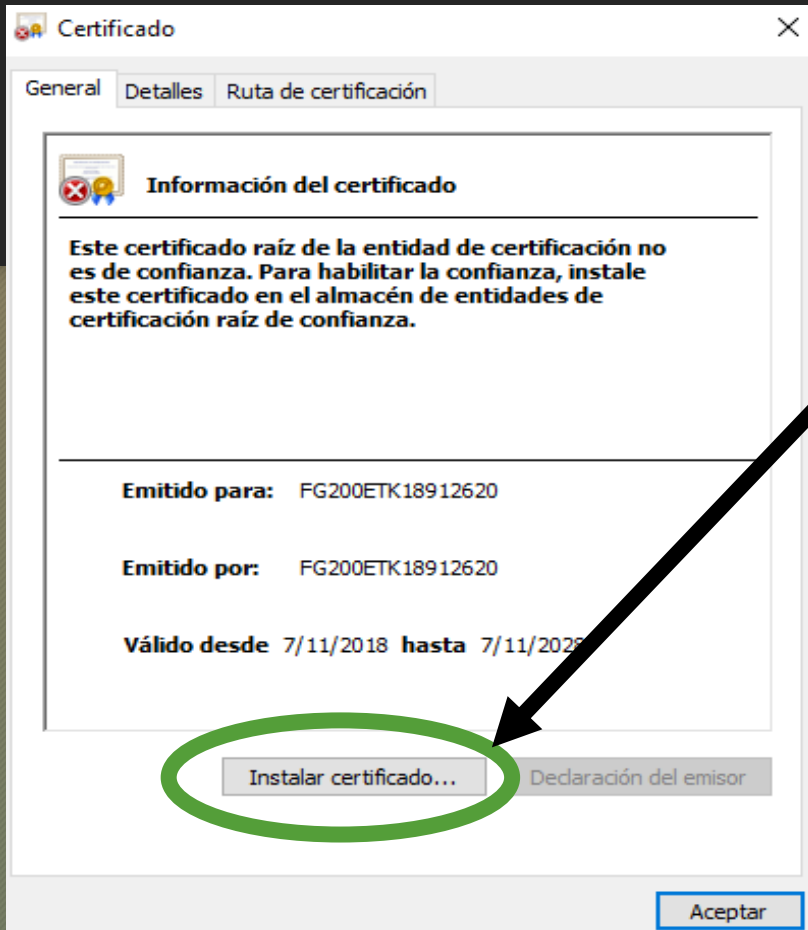 Certificado
General Detalles Ruta de certificación
Información del certificado
Este certificado raíz de la entidad de certificación no
es de confianza. Para habilitar la confianza, instale
este certificado en el almacén de entidades de
certificación raíz de confianza.
Emitido para: FG200ETK18912620
Emitido por: FG200ETK18912620
Válido desde 7/11/2018 hasta 7/11/2028
Instalar certificado... Declaración del emisor
Aceptar